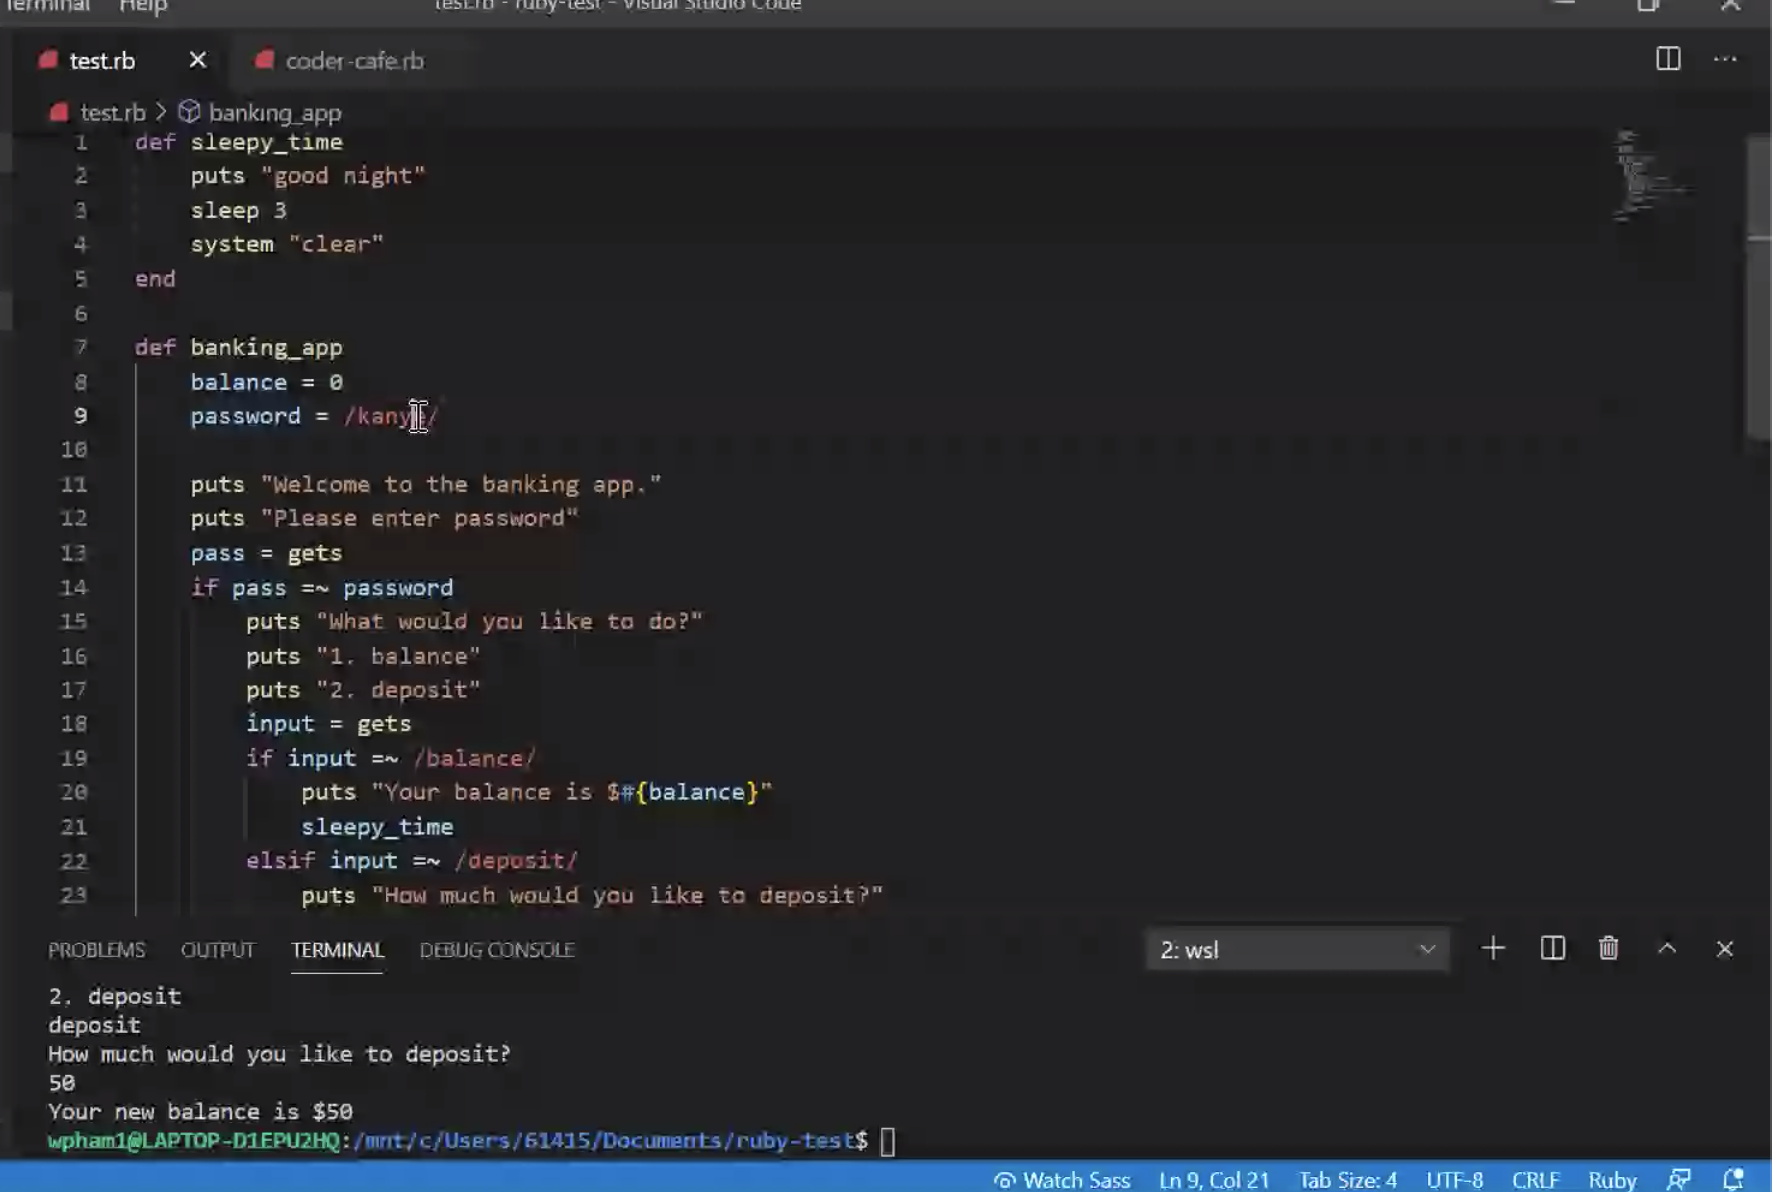 Terminal Help test.rb - ruby-test - Visual Studio Code
test.rb coder-cafe.rb
test.rb > banking_app
1 def sleepy_time
2 puts "good night"
3 sleep 3
4 system "clear"
5 end
6
7 def banking_app
8 balance = 0
9 password = /kanye/
10
11 puts "Welcome to the banking app."
12 puts "Please enter password"
13 pass = gets
14 if pass =~ password
15 puts "What would you like to do?"
16 puts "1. balance"
17 puts "2. deposit"
18 input = gets
19 if input =~ /balance/
20 puts "Your balance is $#{balance}"
21 sleepy_time
22 elsif input =~ /deposit/
23 puts "How much would you like to deposit?"
PROBLEMS OUTPUT TERMINAL DEBUG CONSOLE 2: wsl
2. deposit
deposit
How much would you like to deposit?
50
Your new balance is $50
wpham1@LAPTOP-D1EPU2HQ:/mnt/c/Users/61415/Documents/ruby-test$
Watch Sass Ln 9, Col 21 Tab Size: 4 UTF-8 CRLF Ruby